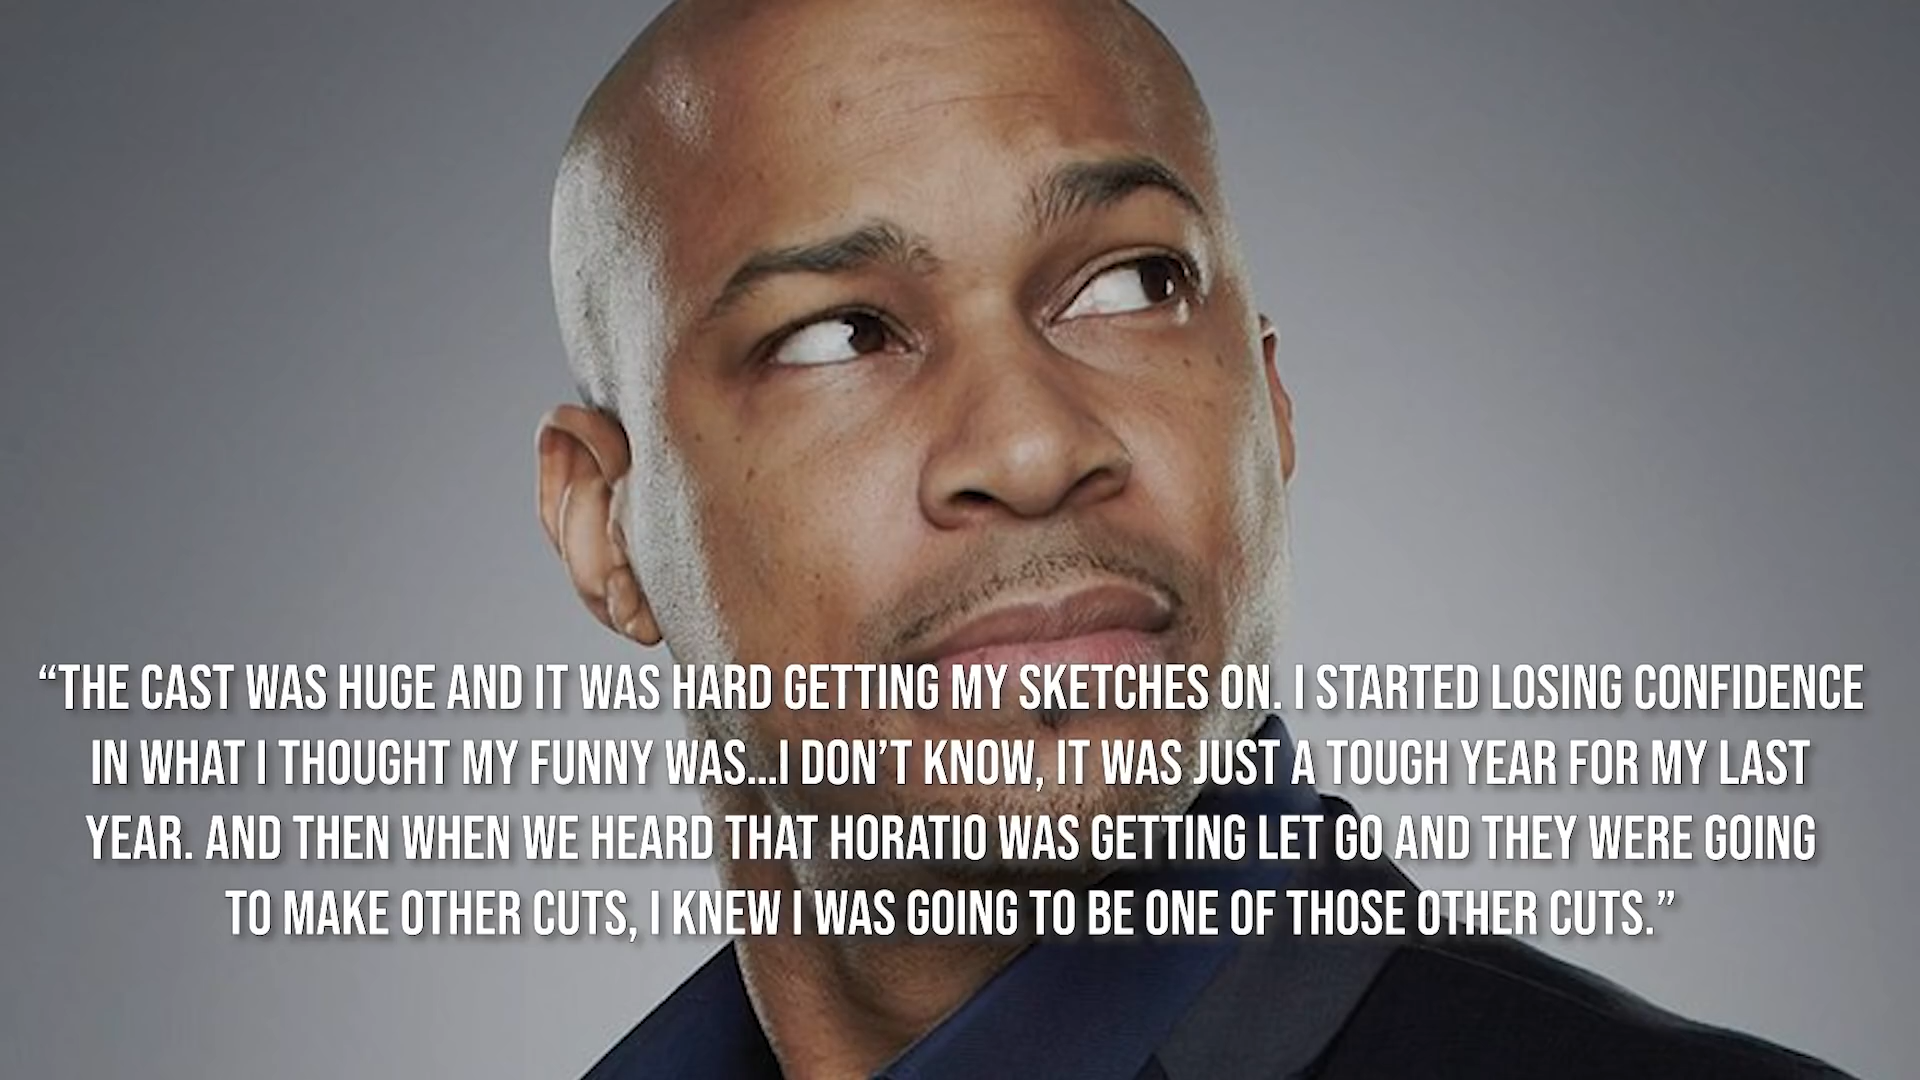 “THE CAST WAS HUGE AND IT WAS HARD GETTING MY SKETCHES ON. I STARTED LOSING CONFIDENCE
IN WHAT I THOUGHT MY FUNNY WAS...I DON’T KNOW, IT WAS JUST A TOUGH YEAR FOR MY LAST
YEAR. AND THEN WHEN WE HEARD THAT HORATIO WAS GETTING LET GO AND THEY WERE GOING
TO MAKE OTHER CUTS, I KNEW I WAS GOING TO BE ONE OF THOSE OTHER CUTS.”